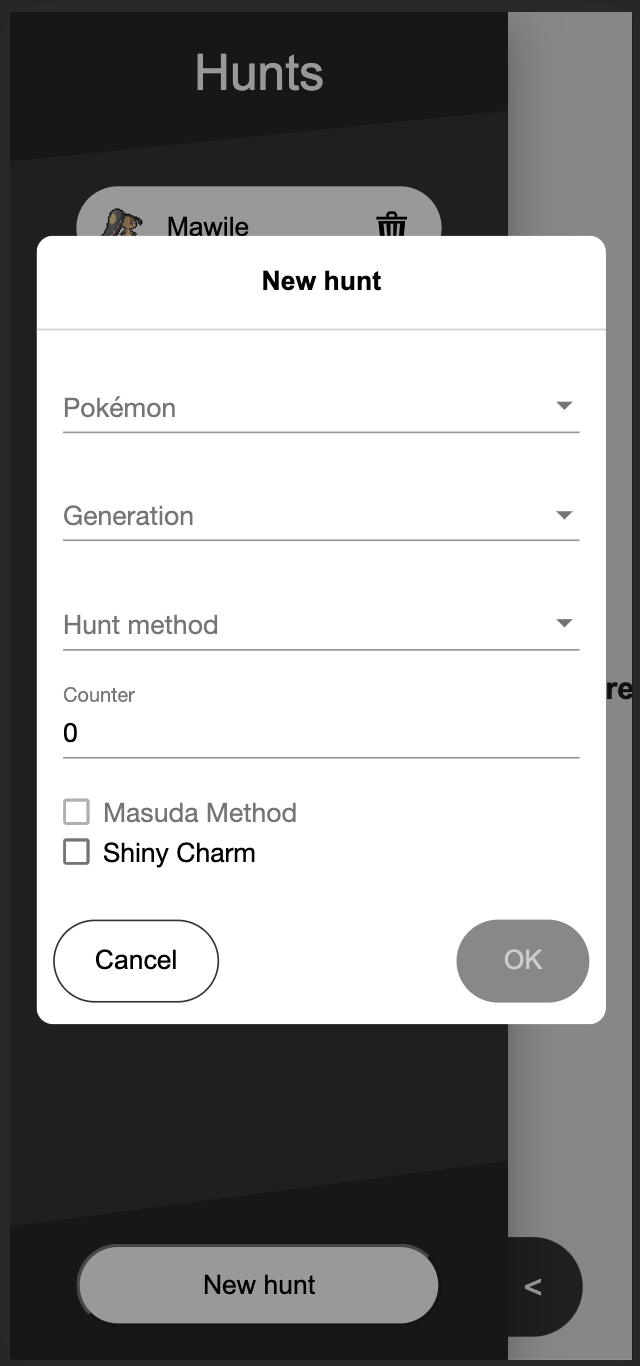 Hunts
Mawile
New hunt
Pokémon
Generation
Hunt method
Counter
0
re
Masuda Method
Shiny Charm
Cancel
OK
New hunt
<